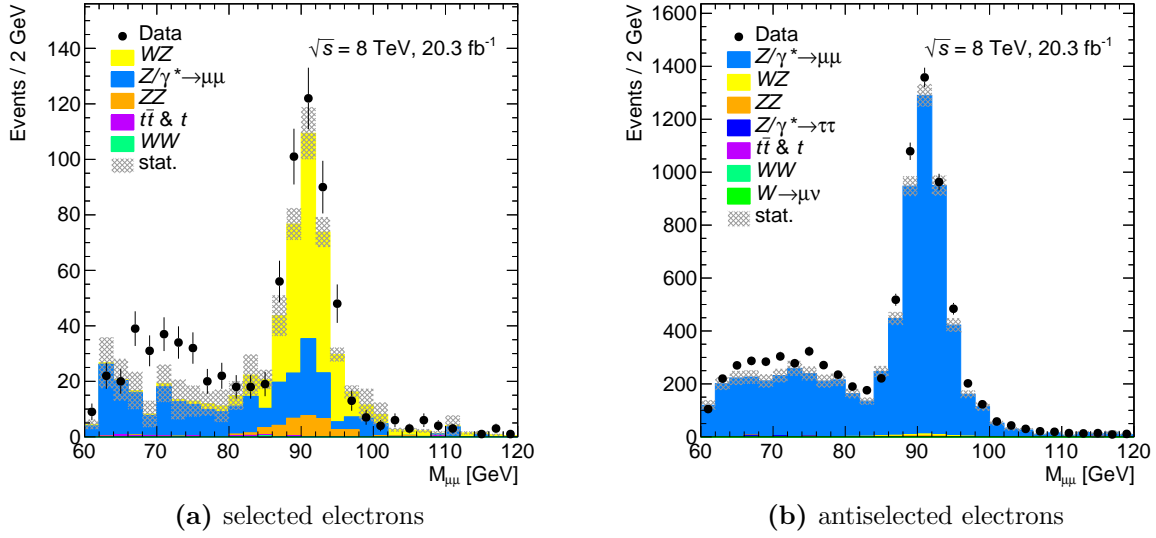 Events / 2 GeV
160
140
120
100
80
60
40
20
0
Data
WZ
Z/γ*→μμ
ZZ
tt̄ & t
WW
stat.
√s = 8 TeV, 20.3 fb⁻¹
60 70 80 90 100 110 120
M_μμ [GeV]
(a) selected electrons
Events / 2 GeV
1600
1400
1200
1000
800
600
400
200
0
Data
Z/γ*→μμ
WZ
ZZ
Z/γ*→ττ
tt̄ & t
WW
W→μν
stat.
√s = 8 TeV, 20.3 fb⁻¹
60 70 80 90 100 110 120
M_μμ [GeV]
(b) antiselected electrons